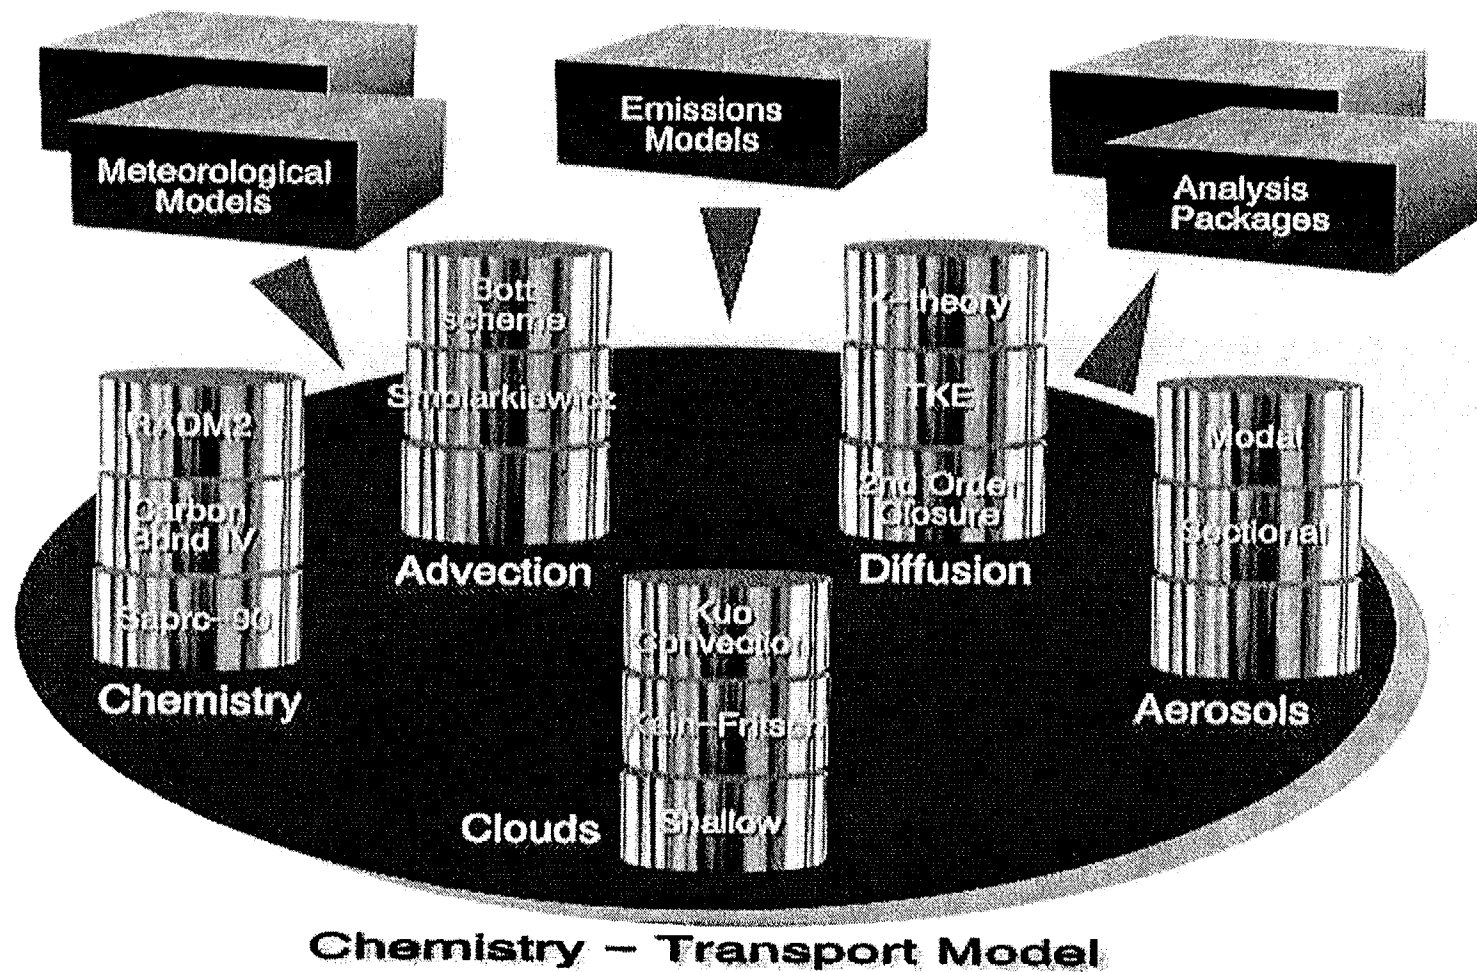 Meteorological
Models
Emissions
Models
Analysis
Packages
Bott
scheme
Smolarkiewicz
Advection
K-theory
TKE
2nd Order
Closure
Diffusion
RADM2
Carbon
Bond IV
Saprc-90
Chemistry
Modal
Sectional
Aerosols
Kuo
Convection
Kain-Fritsch
Shallow
Clouds
Chemistry - Transport Model